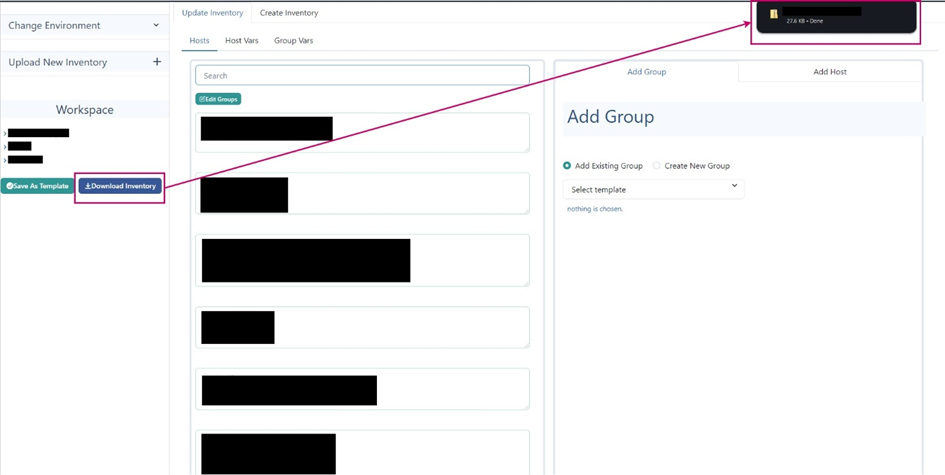 Change Environment
Upload New Inventory
Workspace
Save As Template
Download Inventory
Update Inventory
Create Inventory
Hosts
Host Vars
Group Vars
Search
Edit Groups
Add Group
Add Host
Add Group
Add Existing Group
Create New Group
Select template
nothing is chosen.
27.6 KB • Done